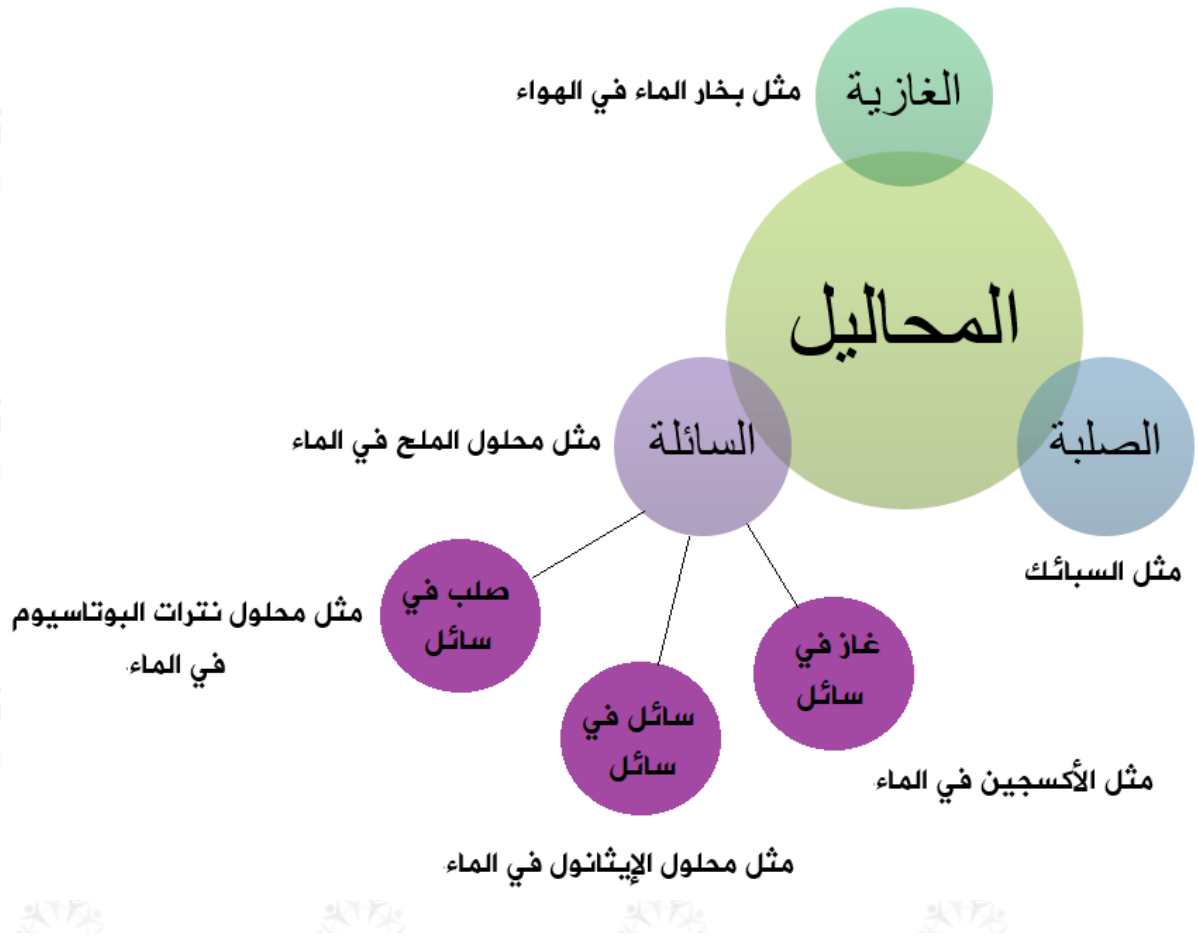 الغازية
مثل بخار الماء في الهواء
المحاليل
الصلبة
السائلة
مثل محلول الملح في الماء
مثل السبائك
صلب في
سائل
مثل محلول نترات البوتاسيوم
في الماء
غاز في
سائل
سائل في
سائل
مثل الأكسجين في الماء
مثل محلول الإيثانول في الماء